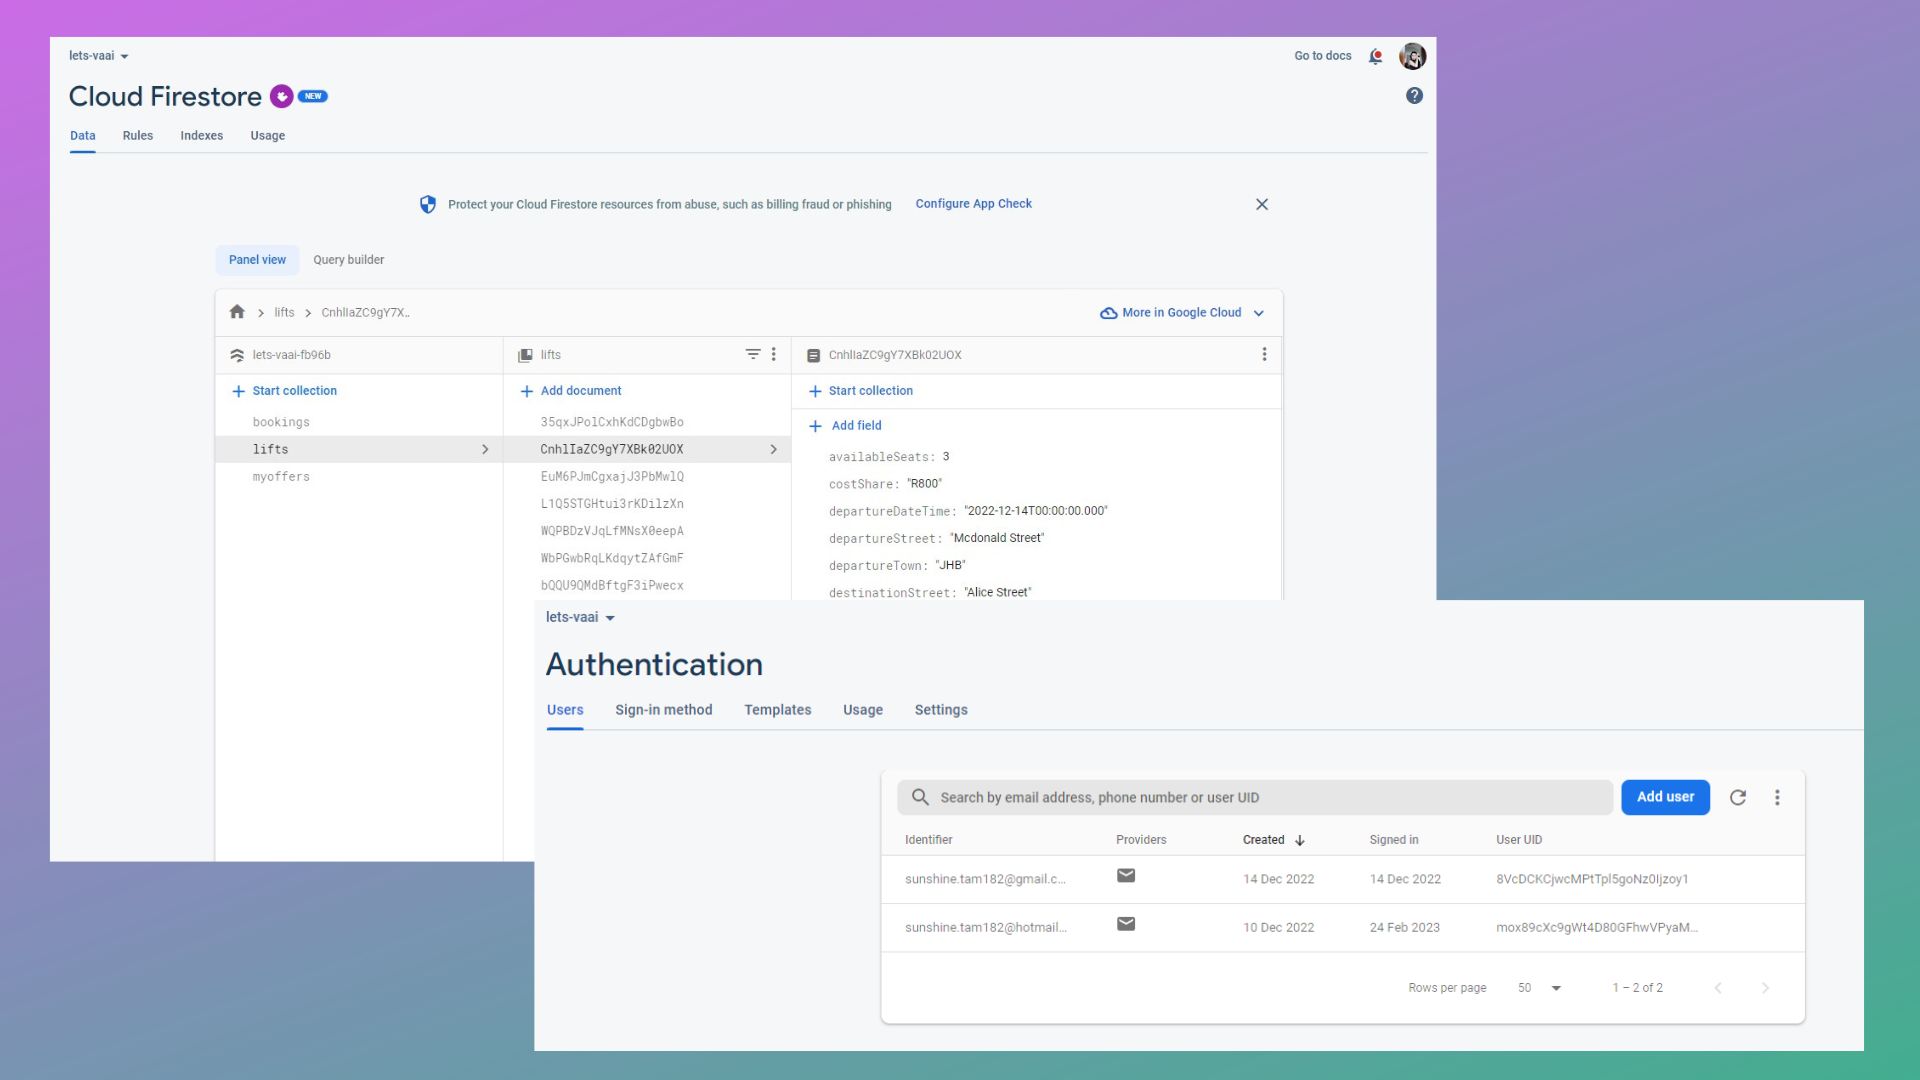 lets-vaai
Go to docs
Cloud Firestore NEW
Data Rules Indexes Usage
Protect your Cloud Firestore resources from abuse, such as billing fraud or phishing Configure App Check
Panel view Query builder
lifts CnhlIaZC9gY7X...
More in Google Cloud
lets-vaai-fb96b
Start collection
bookings
lifts
myoffers
lifts
Add document
35qxJPolCxhKdCDgbwBo
CnhlIaZC9gY7XBk02UOX
EuM6PJmCgxajJ3PbMwlQ
L1Q5STGHtui3rKDilzXn
WQPBDzVJqLfMNsX0eepA
WbPGwbRqLKdqytZAfGmF
bQQU9QMdBftgF3iPwecx
CnhlIaZC9gY7XBk02UOX
Start collection
Add field
availableSeats: 3
costShare: "R800"
departureDateTime: "2022-12-14T00:00:00.000"
departureStreet: "Mcdonald Street"
departureTown: "JHB"
destinationStreet: "Alice Street"
lets-vaai
Authentication
Users Sign-in method Templates Usage Settings
Search by email address, phone number or user UID
Add user
Identifier Providers Created Signed in User UID
sunshine.tam182@gmail.c... 14 Dec 2022 14 Dec 2022 8VcDCKCjwcMPtTpl5goNz0Ijzoy1
sunshine.tam182@hotmail... 10 Dec 2022 24 Feb 2023 mox89cXc9gWt4D80GFhwVPyaM...
Rows per page 50 1 – 2 of 2